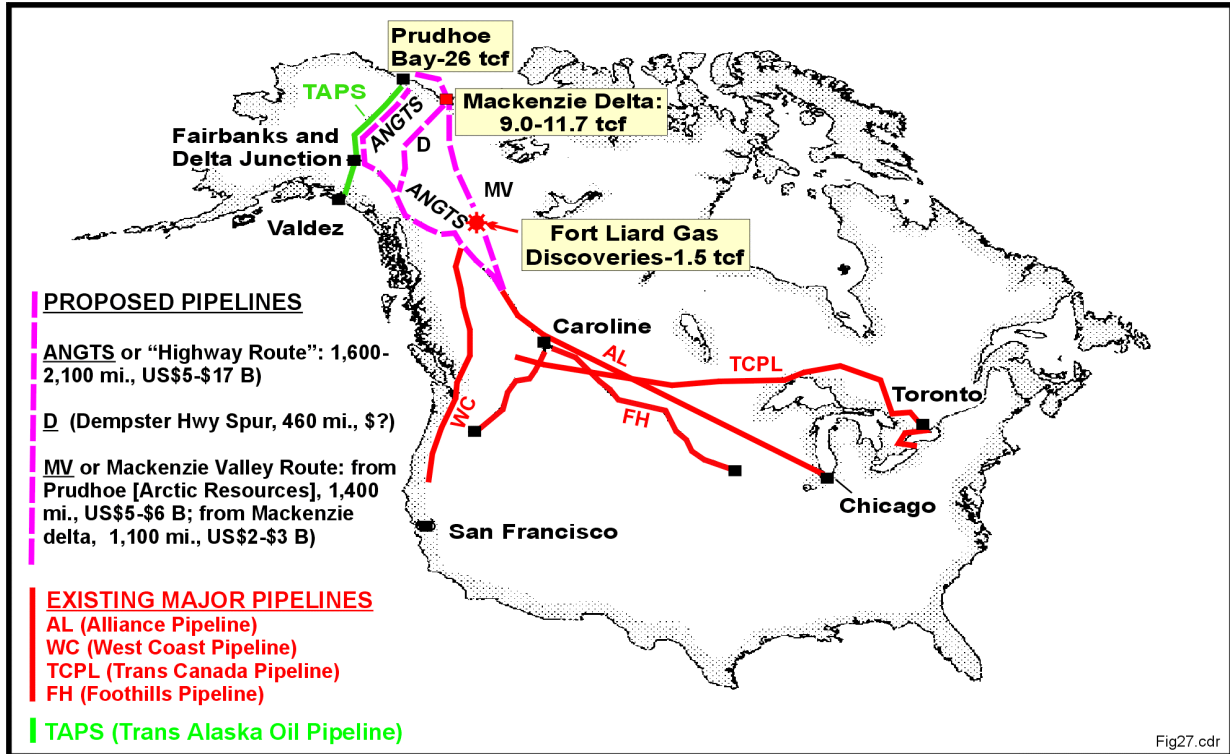 Prudhoe
Bay-26 tcf
TAPS
ANGTS
Mackenzie Delta:
9.0-11.7 tcf
Fairbanks and
Delta Junction
D
MV
ANGTS
Valdez
Fort Liard Gas
Discoveries-1.5 tcf
PROPOSED PIPELINES
ANGTS or “Highway Route”: 1,600-
2,100 mi., US$5-$17 B)
D (Dempster Hwy Spur, 460 mi., $?)
MV or Mackenzie Valley Route: from
Prudhoe [Arctic Resources], 1,400
mi., US$5-$6 B; from Mackenzie
delta, 1,100 mi., US$2-$3 B)
Caroline
AL
TCPL
Toronto
WC
FH
Chicago
San Francisco
EXISTING MAJOR PIPELINES
AL (Alliance Pipeline)
WC (West Coast Pipeline)
TCPL (Trans Canada Pipeline)
FH (Foothills Pipeline)
TAPS (Trans Alaska Oil Pipeline)
Fig27.cdr